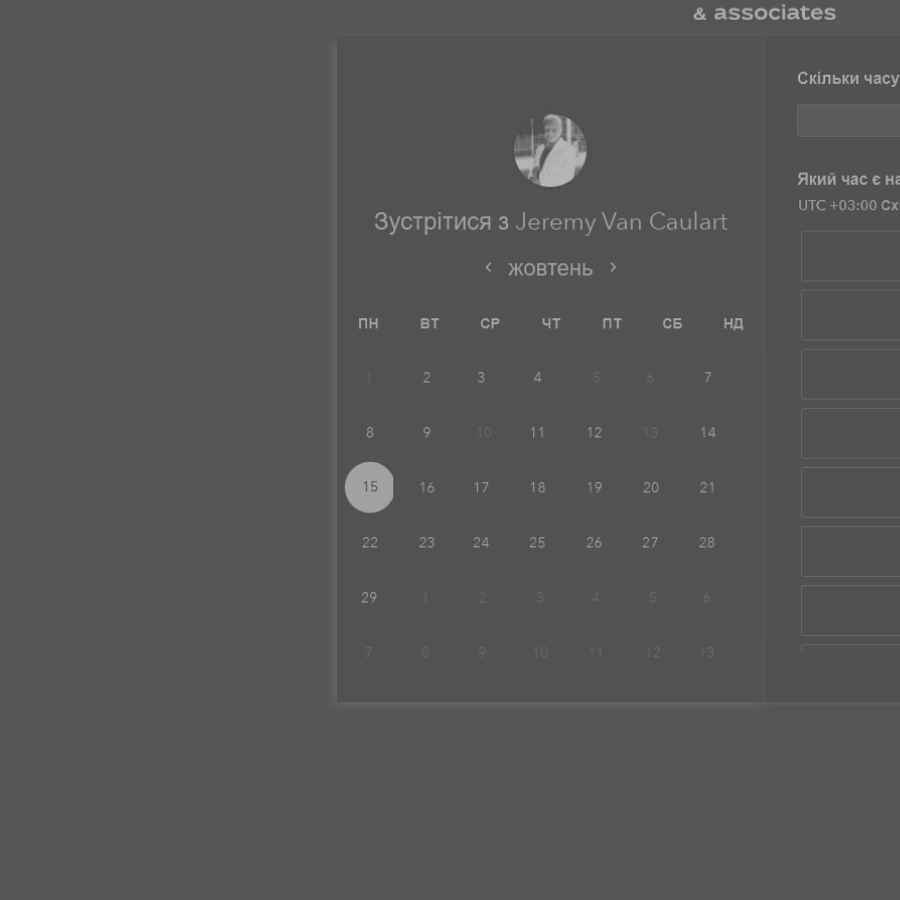 & associates
Зустрітися з Jeremy Van Caulart
жовтень
ПН ВТ СР ЧТ ПТ СБ НД
1 2 3 4 5 6 7
8 9 10 11 12 13 14
15 16 17 18 19 20 21
22 23 24 25 26 27 28
29 1 2 3 4 5 6
7 8 9 10 11 12 13
Скільки часу
Який час є
UTC +03:00